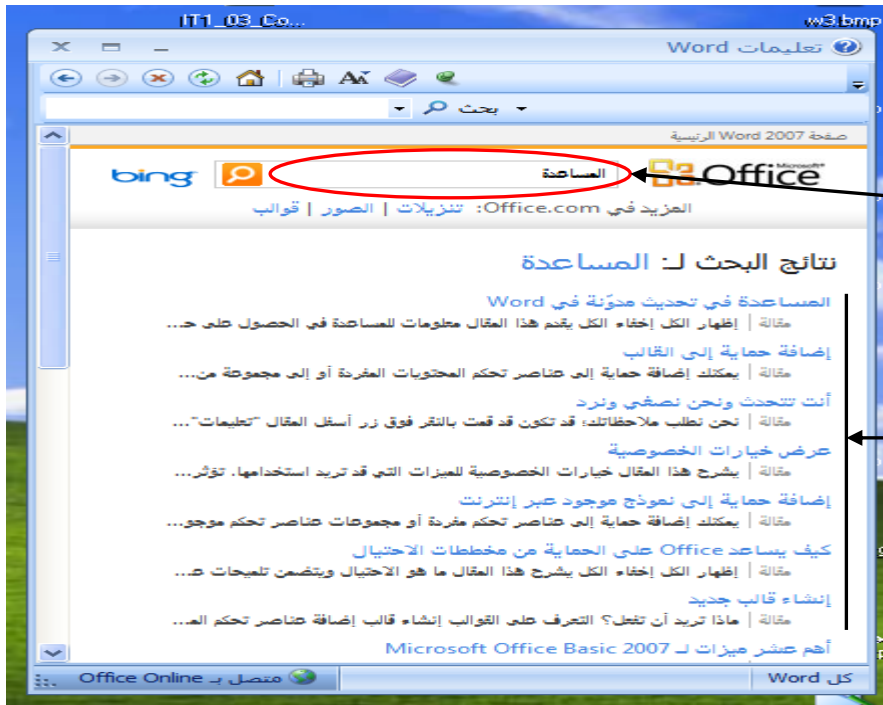 IT1_03_Co...
w3.bmp
تعليمات Word
بحث
صفحة Word 2007 الرئيسية
Microsoft® Office
المساعدة
bing
المزيد في Office.com: تنزيلات | الصور | قوالب
نتائج البحث لـ: المساعدة
المساعدة في تحديث مدوّنة في Word
مقالة | إظهار الكل إخفاء الكل يقدم هذا المقال معلومات للمساعدة في الحصول على حـ...
إضافة حماية إلى القالب
مقالة | يمكنك إضافة حماية إلى عناصر تحكم المحتويات المفردة أو إلى مجموعة من...
أنت تتحدث ونحن نصغي ونرد
مقالة | نحن نطلب ملاحظاتك؛ قد تكون قد قمت بالنقر فوق زر أسفل المقال "تعليمات"...
عرض خيارات الخصوصية
مقالة | يشرح هذا المقال خيارات الخصوصية للميزات التي قد تريد استخدامها. تؤثر...
إضافة حماية إلى نموذج موجود عبر إنترنت
مقالة | يمكنك إضافة حماية إلى عناصر تحكم مفردة أو مجموعات عناصر تحكم موجو...
كيف يساعد Office على الحماية من مخططات الاحتيال
مقالة | إظهار الكل إخفاء الكل يشرح هذا المقال ما هو الاحتيال ويتضمن تلميحات عـ...
إنشاء قالب جديد
مقالة | ماذا تريد أن تفعل؟ التعرف على القوالب إنشاء قالب إضافة عناصر تحكم المـ...
أهم عشر ميزات لـ Microsoft Office Basic 2007
كل Word
متصل بـ Office Online